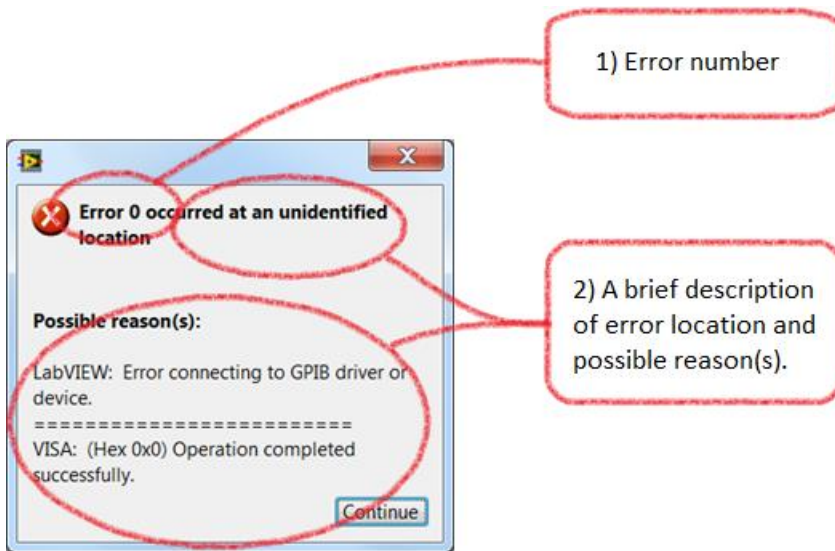 1) Error number
Error 0 occurred at an unidentified
location
Possible reason(s):
LabVIEW:  Error connecting to GPIB driver or
device.
==========================
VISA:  (Hex 0x0) Operation completed
successfully.
Continue
2) A brief description
of error location and
possible reason(s).